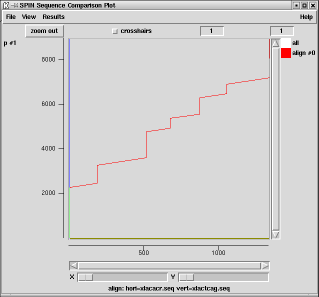 SPIN Sequence Comparison Plot
File View Results Help
zoom out crosshairs 1 1
p #1
all
align #0
8000
6000
4000
2000
500 1000
X Y
align: hori=xlacacr.seq vert=xlactcag.seq